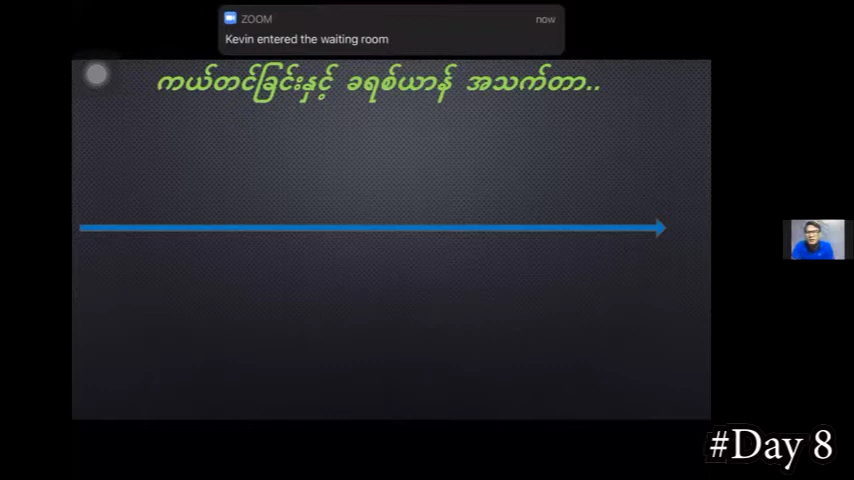 ZOOM
now
Kevin entered the waiting room
ကယ်တင်ခြင်းနှင့် ခရစ်ယာန် အသက်တာ..
#Day 8